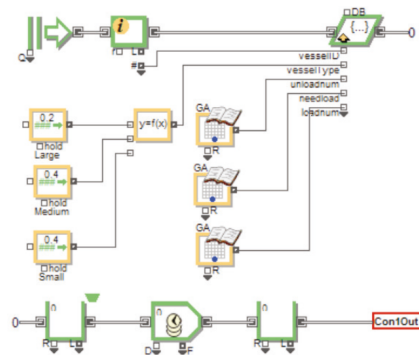 DB
{...}
i
Q
r L
#
vesselID
vesselType
unloadnum
needload
loadnum
0.2
hold
Large
y=f(x)
GA
R
0.4
hold
Medium
GA
R
0.4
hold
Small
GA
R
n
n
n
R L
D F
R L
Con1Out